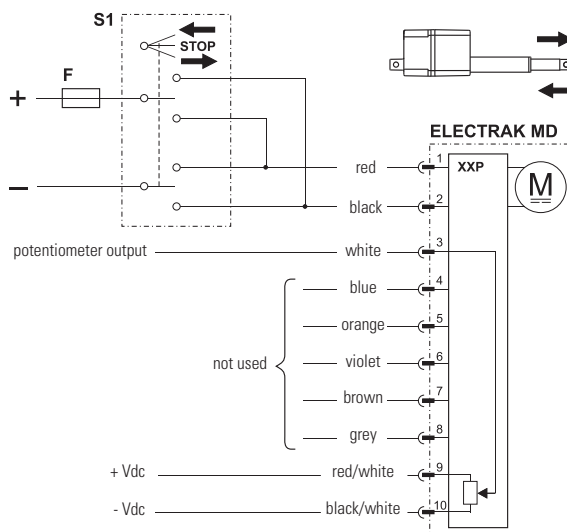 S1
STOP
F
+
–
ELECTRAK MD
XXP
M
red 1
black 2
potentiometer output white 3
blue 4
orange 5
violet 6
not used
brown 7
grey 8
+ Vdc red/white 9
- Vdc black/white 10